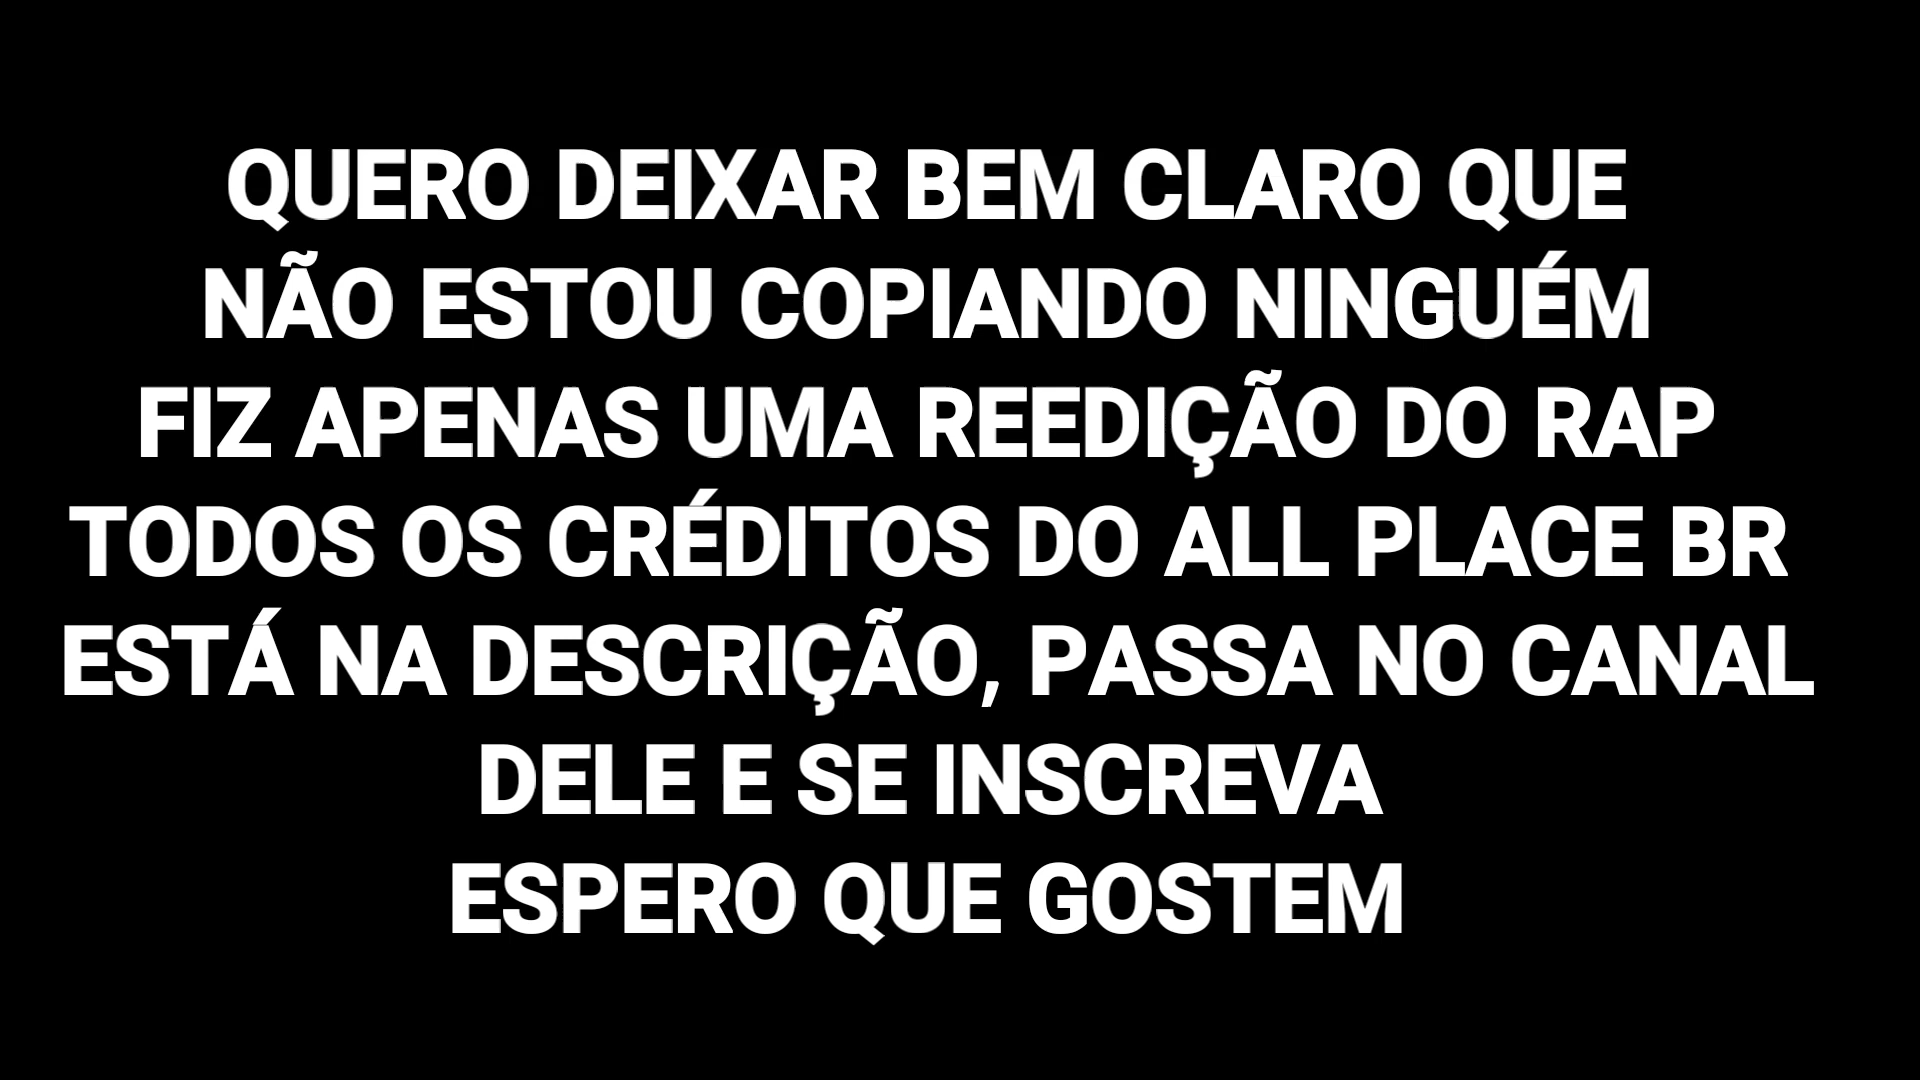 QUERO DEIXAR BEM CLARO QUE
NÃO ESTOU COPIANDO NINGUÉM
FIZ APENAS UMA REEDIÇÃO DO RAP
TODOS OS CRÉDITOS DO ALL PLACE BR
ESTÁ NA DESCRIÇÃO, PASSA NO CANAL
DELE E SE INSCREVA
ESPERO QUE GOSTEM